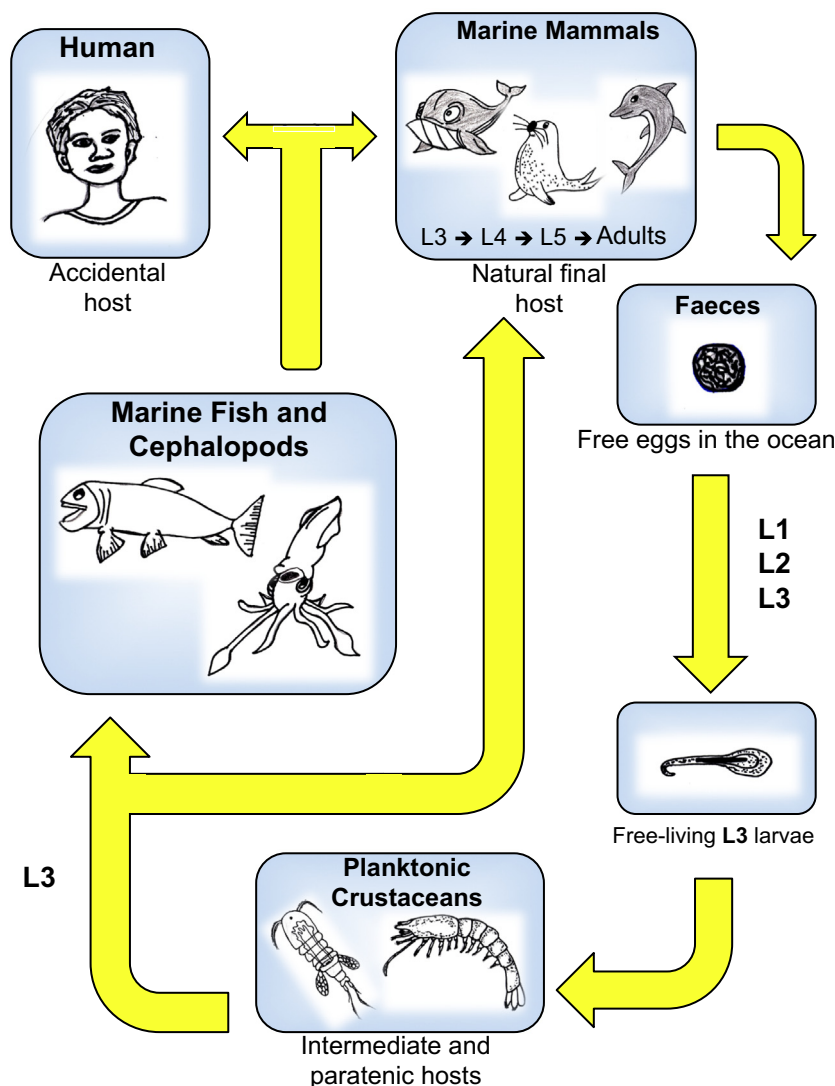 Human
Accidental
host
Marine Mammals
L3 → L4 → L5 → Adults
Natural final
host
Faeces
Free eggs in the ocean
L1
L2
L3
Free-living L3 larvae
Planktonic
Crustaceans
Intermediate and
paratenic hosts
L3
Marine Fish and
Cephalopods